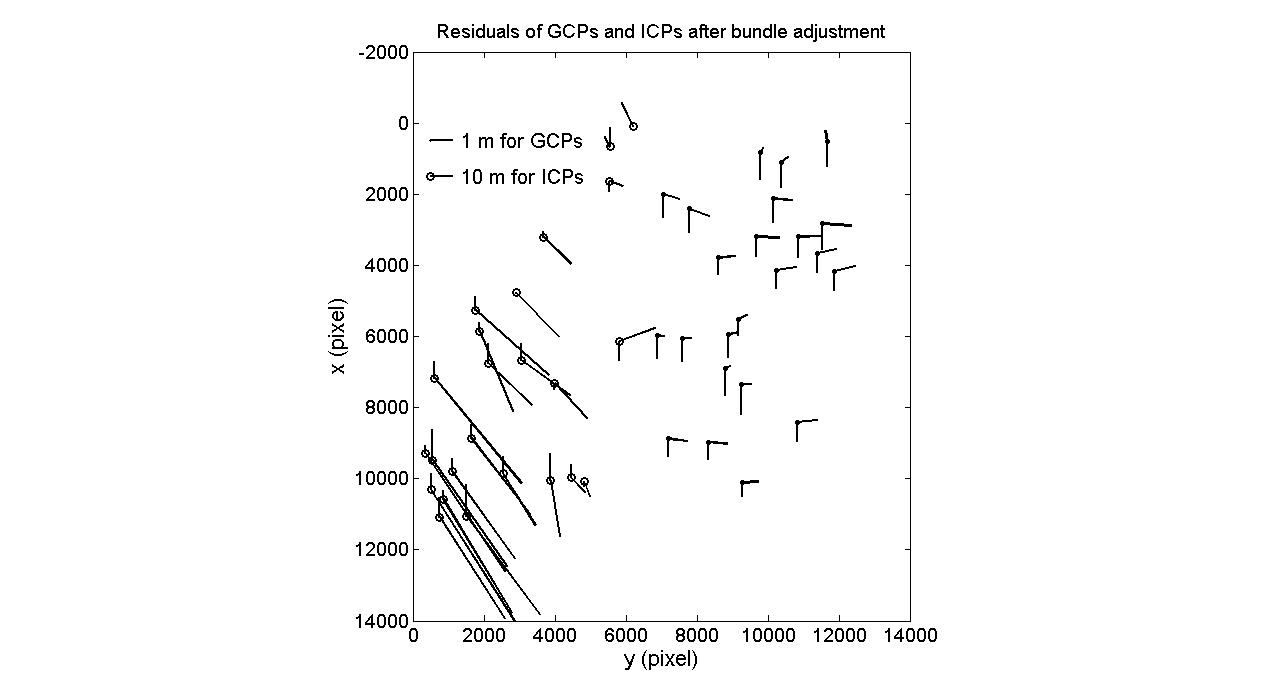 Residuals of GCPs and ICPs after bundle adjustment
-2000
0
1 m for GCPs
10 m for ICPs
2000
4000
6000
8000
10000
12000
14000
x (pixel)
0 2000 4000 6000 8000 10000 12000 14000
y (pixel)